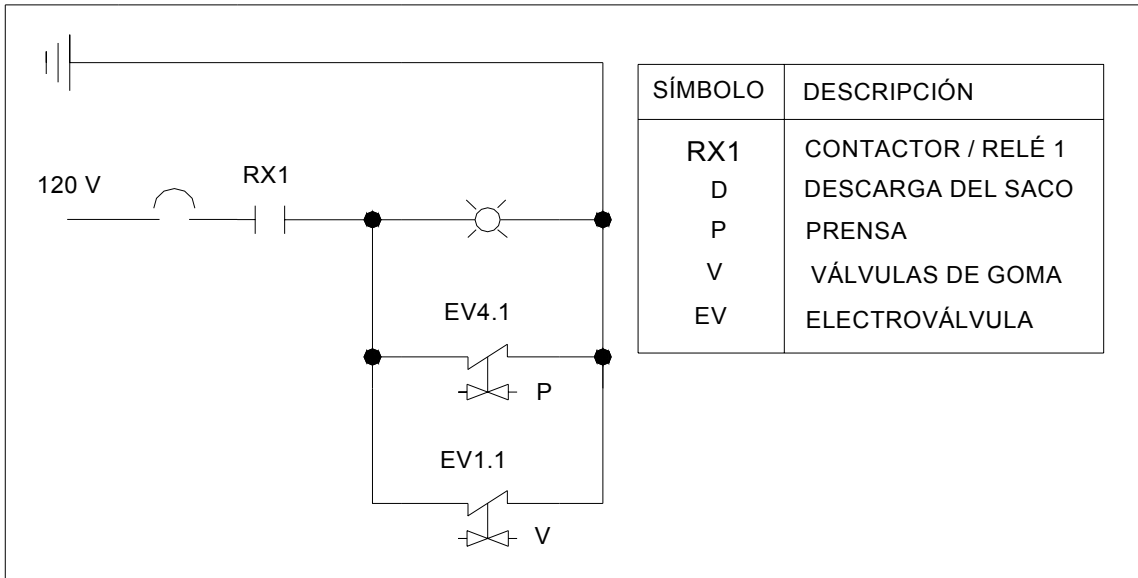 120 V
RX1
EV4.1
P
EV1.1
V
SÍMBOLO DESCRIPCIÓN
RX1 CONTACTOR / RELÉ 1
D DESCARGA DEL SACO
P PRENSA
V VÁLVULAS DE GOMA
EV ELECTROVÁLVULA